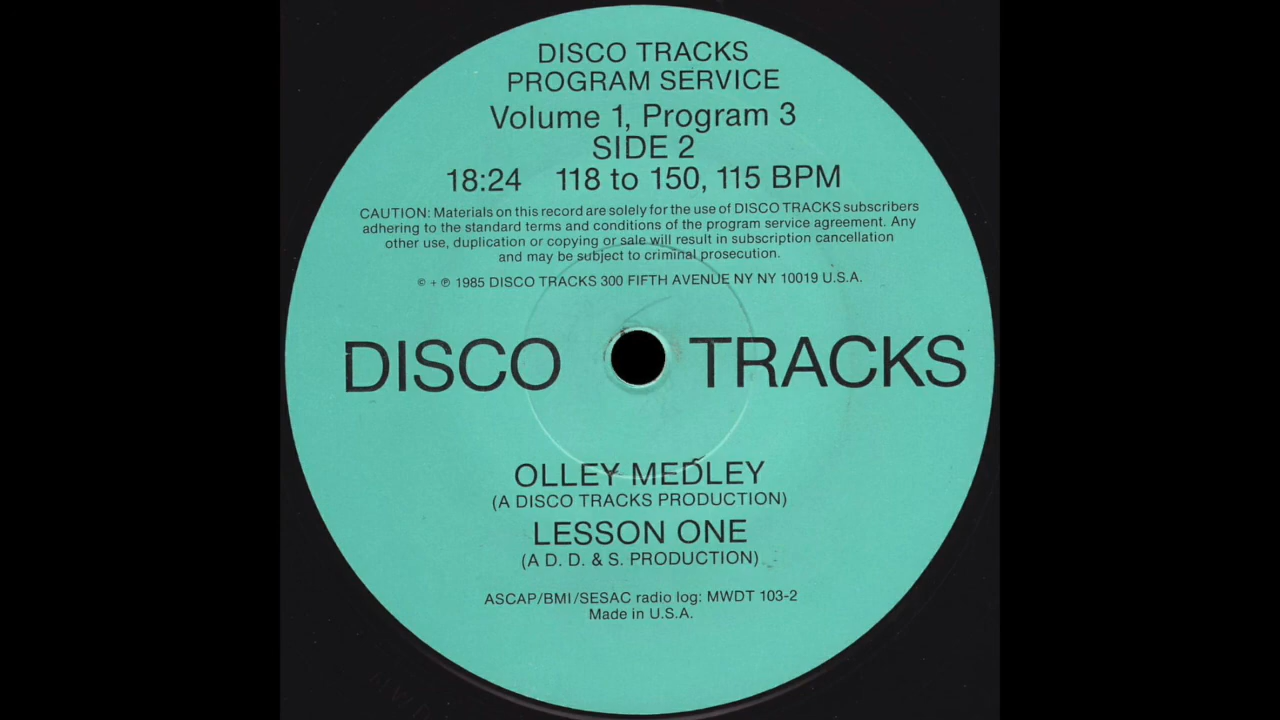 DISCO TRACKS
PROGRAM SERVICE
Volume 1, Program 3
SIDE 2
18:24 118 to 150, 115 BPM
CAUTION: Materials on this record are solely for the use of DISCO TRACKS subscribers
adhering to the standard terms and conditions of the program service agreement. Any
other use, duplication or copying or sale will result in subscription cancellation
and may be subject to criminal prosecution.
© + ℗ 1985 DISCO TRACKS 300 FIFTH AVENUE NY NY 10019 U.S.A.
DISCO TRACKS
OLLEY MEDLEY
(A DISCO TRACKS PRODUCTION)
LESSON ONE
(A D. D. & S. PRODUCTION)
ASCAP/BMI/SESAC radio log: MWDT 103-2
Made in U.S.A.